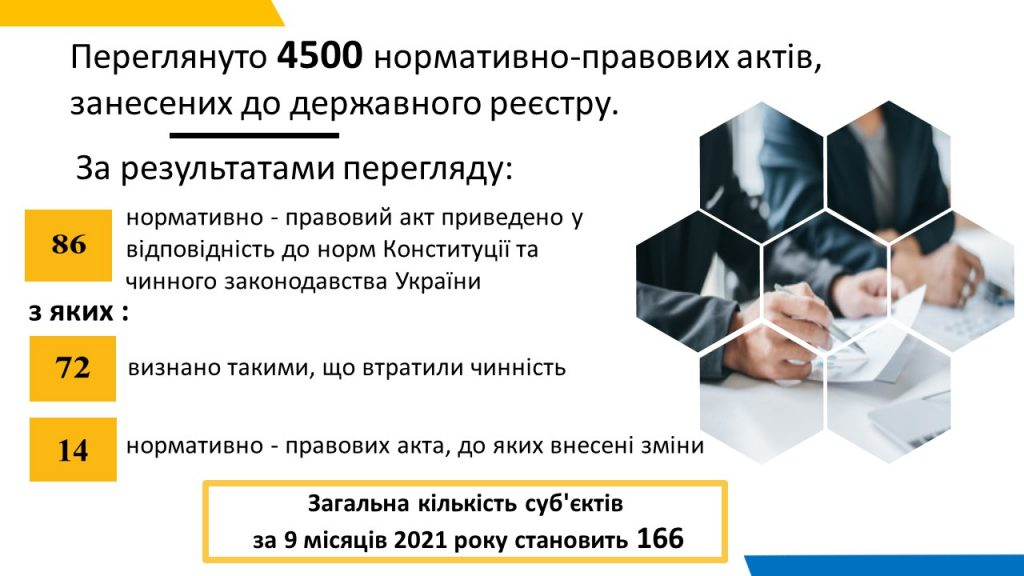 Переглянуто 4500 нормативно-правових актів,
занесених до державного реєстру.
За результатами перегляду:
86
нормативно - правовий акт приведено у
відповідність до норм Конституції та
чинного законодавства України
з яких :
72
визнано такими, що втратили чинність
14
нормативно - правових акта, до яких внесені зміни
Загальна кількість суб'єктів
за 9 місяців 2021 року становить 166